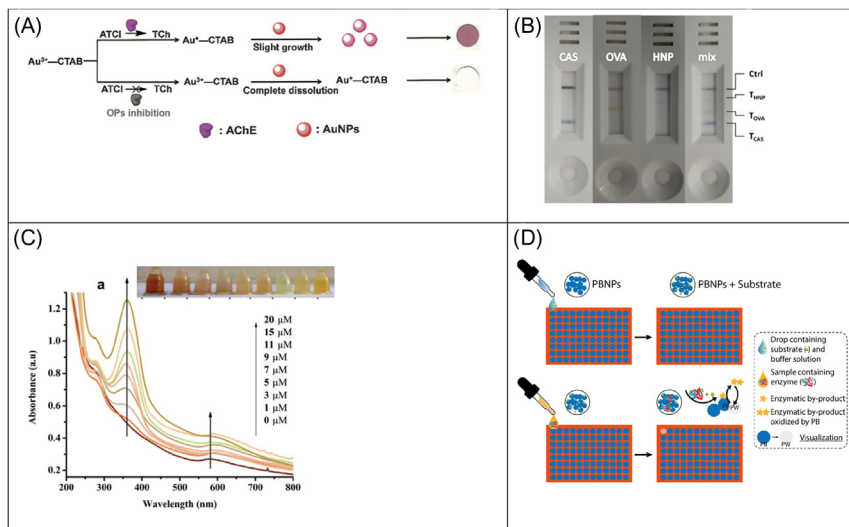 (A)
ATCl TCh Au⁺—CTAB Slight growth
Au³⁺—CTAB
ATCl TCh Au³⁺—CTAB Complete dissolution Au⁺—CTAB
OPs inhibition
: AChE : AuNPs
(B)
CAS OVA HNP mix
Ctrl
T_HNP
T_OVA
T_CAS
(C)
a
1.2
1.0
0.8
0.6
0.4
0.2
Absorbance (a.u)
20 μM
15 μM
11 μM
9 μM
7 μM
5 μM
3 μM
1 μM
0 μM
200 300 400 500 600 700 800
Wavelength (nm)
(D)
PBNPs PBNPs + Substrate
Drop containing
substrate (•) and
buffer solution
Sample containing
enzyme ( )
Enzymatic by-product
Enzymatic by-product
oxidized by PB
PB PW Visualization